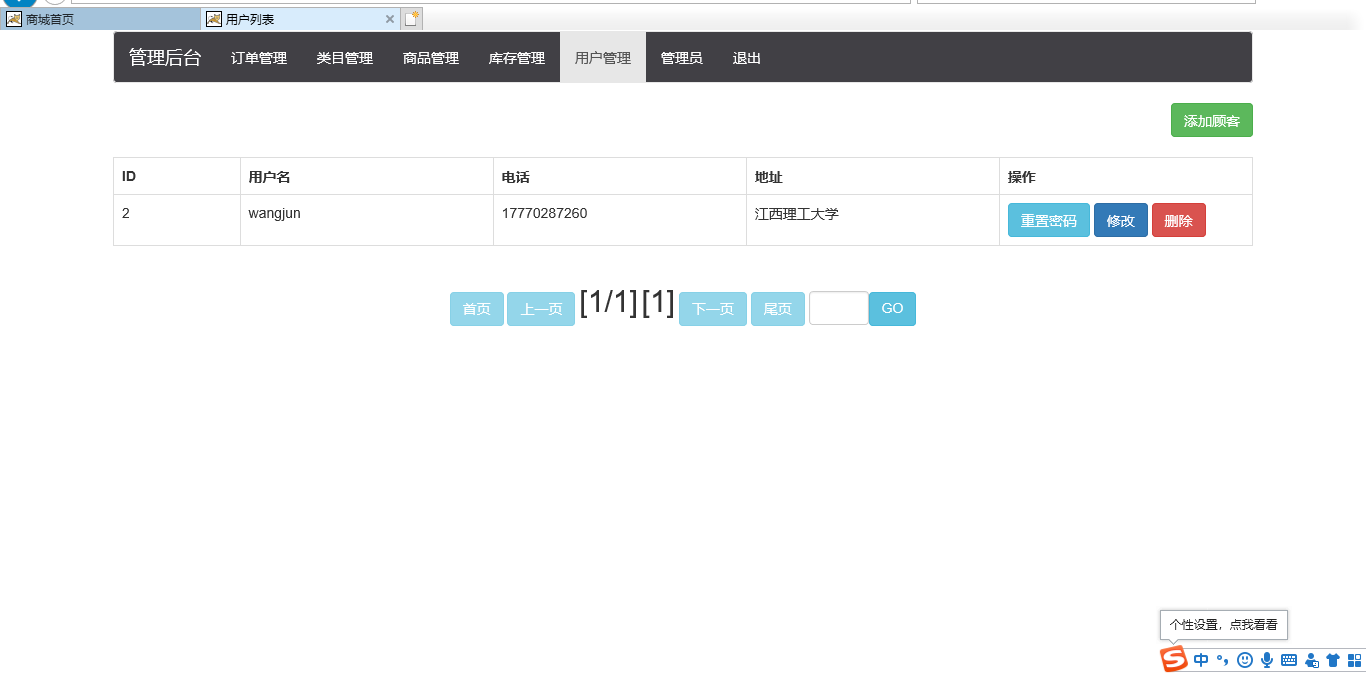 商城首页 用户列表
管理后台 订单管理 类目管理 商品管理 库存管理 用户管理 管理员 退出
添加顾客
ID 用户名 电话 地址 操作
2 wangjun 17770287260 江西理工大学 重置密码 修改 删除
首页 上一页 [1/1][1] 下一页 尾页 GO
个性设置，点我看看
S 中 °,